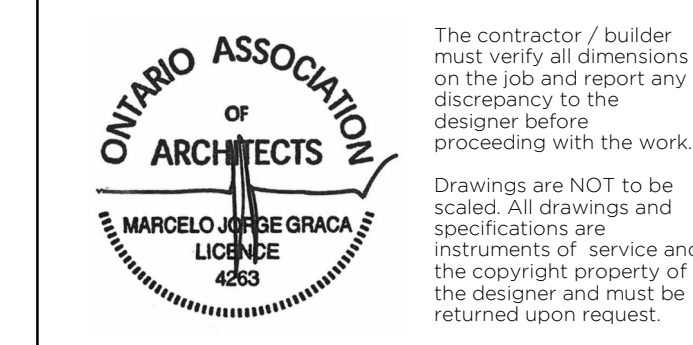 ONTARIO ASSOCIATION
OF
ARCHITECTS
MARCELO JORGE GRACA
LICENCE
4263
The contractor / builder
must verify all dimensions
on the job and report any
discrepancy to the
designer before
proceeding with the work.
Drawings are NOT to be
scaled. All drawings and
specifications are
instruments of service and
the copyright property of
the designer and must be
returned upon request.